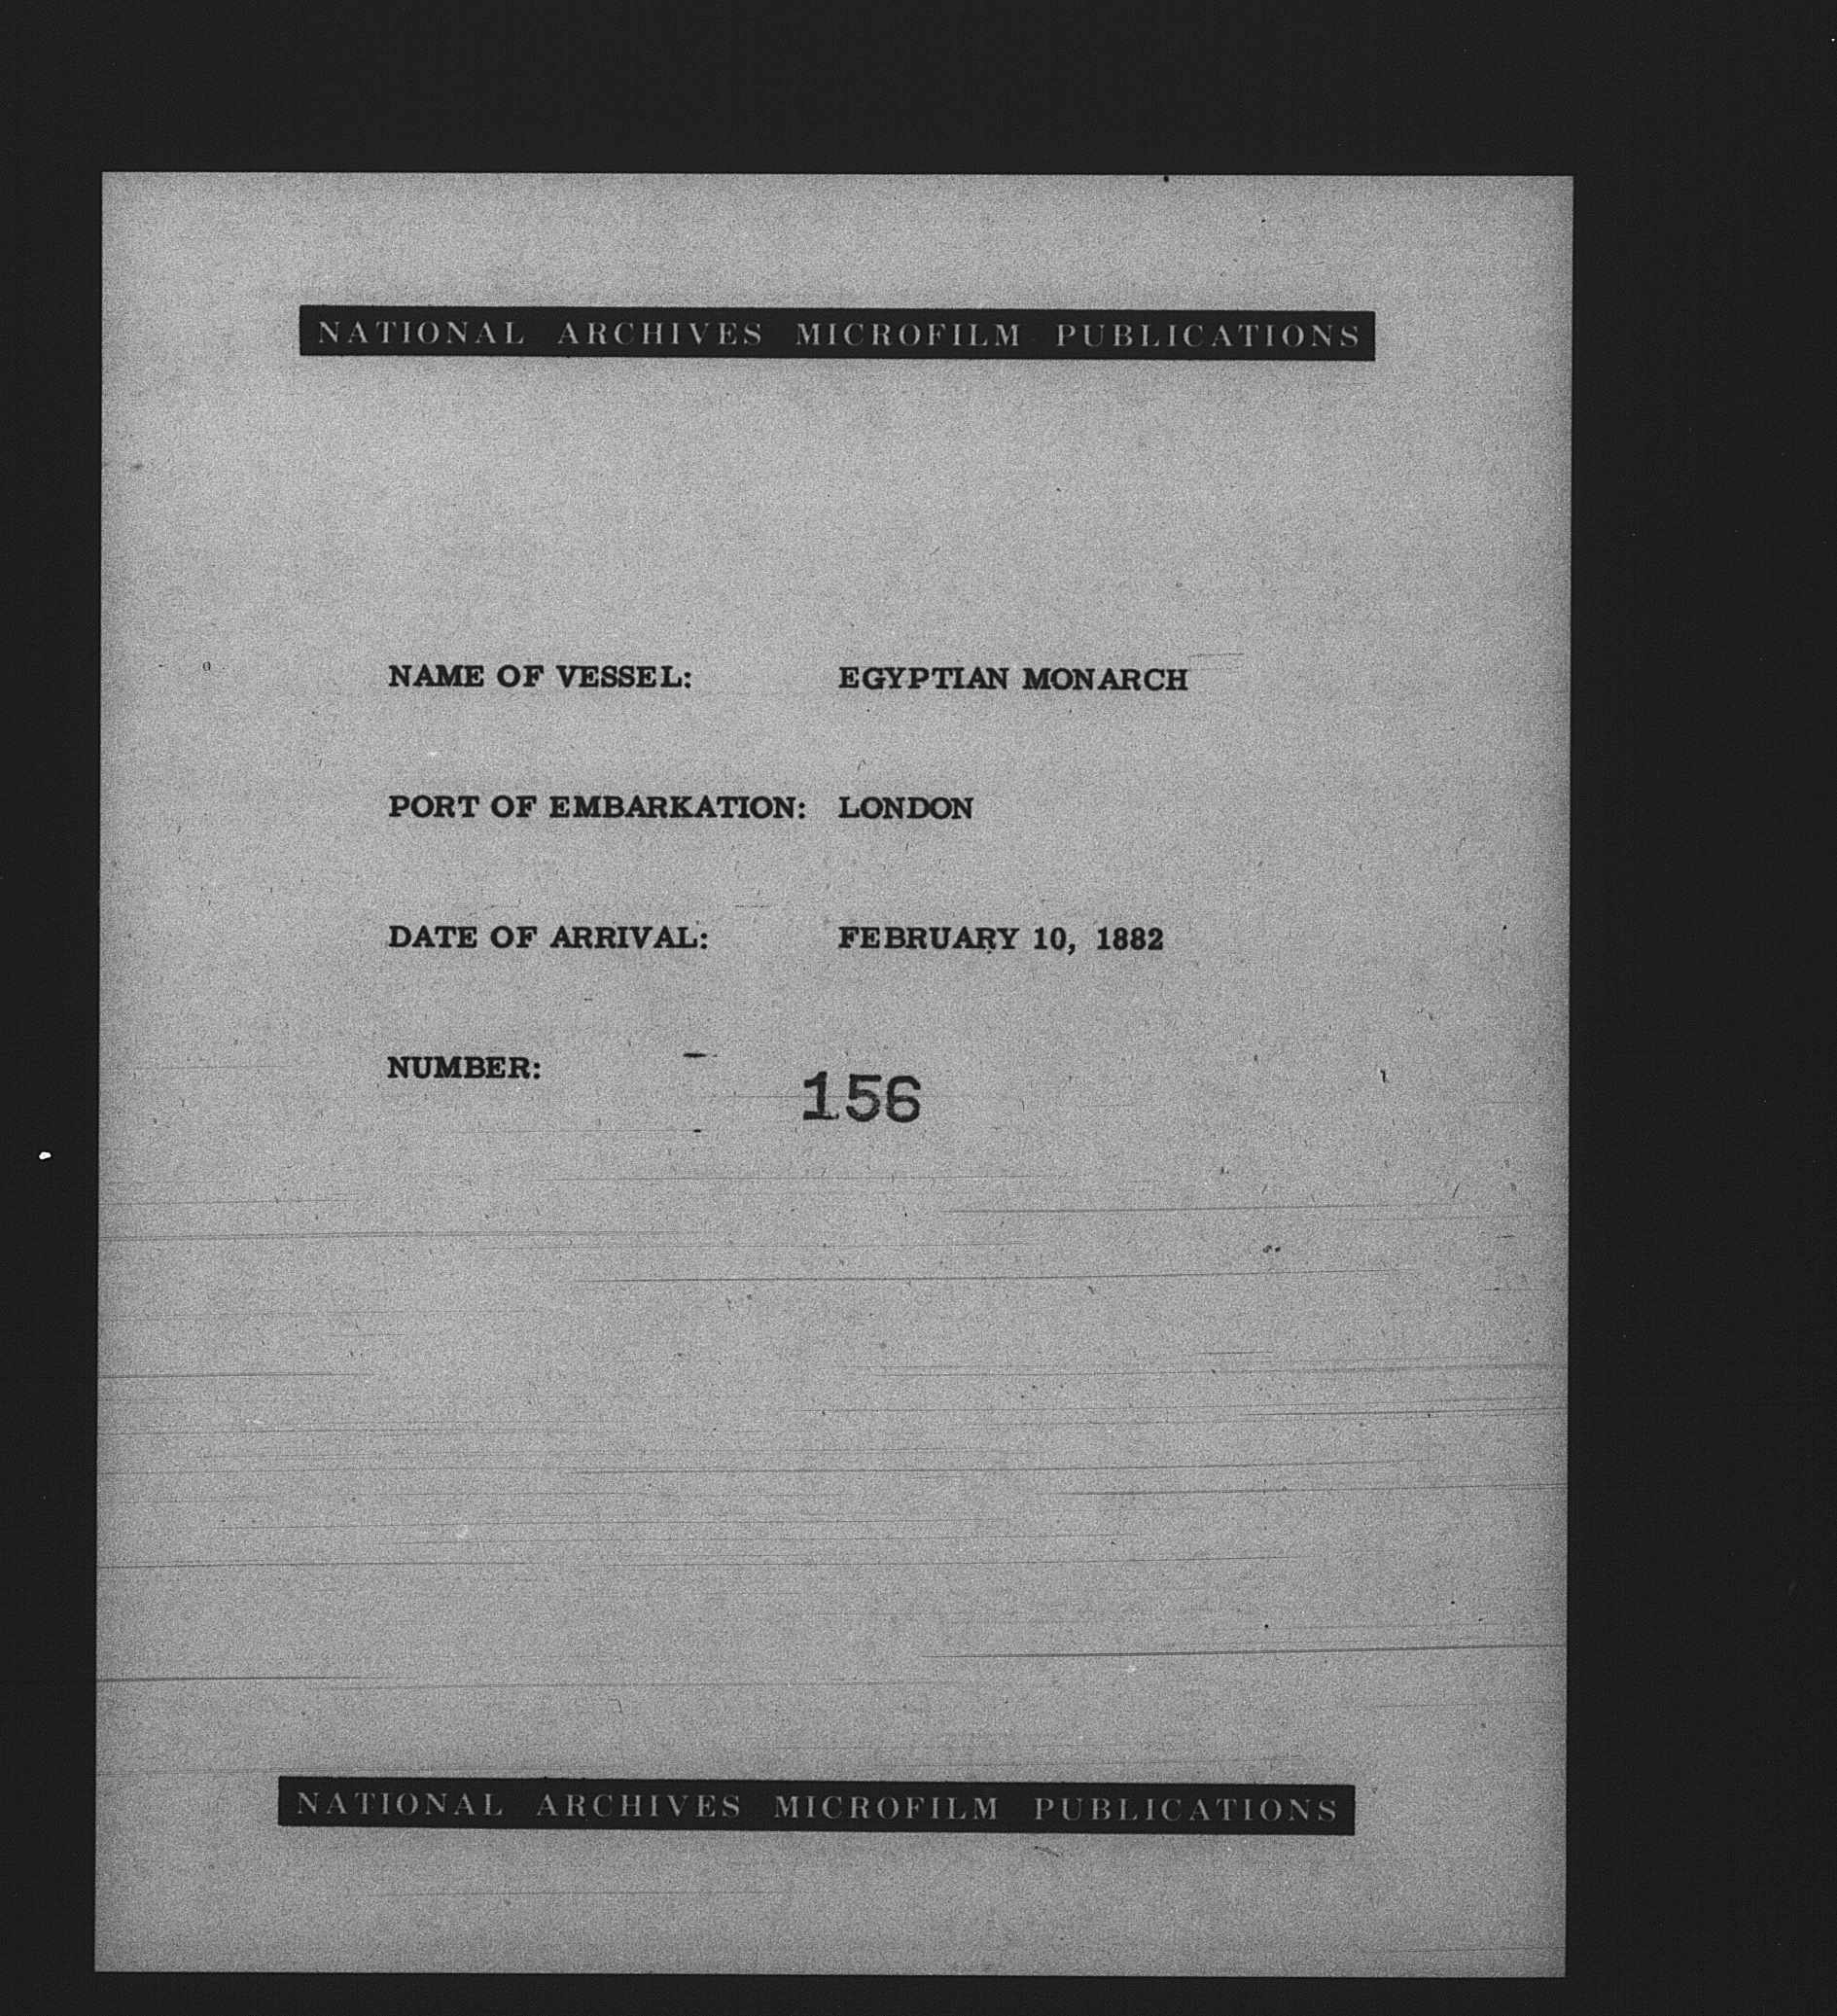 NATIONAL ARCHIVES MICROFILM PUBLICATIONS
NAME OF VESSEL: EGYPTIAN MONARCH
PORT OF EMBARKATION: LONDON
DATE OF ARRIVAL: FEBRUARY 10, 1882
NUMBER: 156
NATIONAL ARCHIVES MICROFILM PUBLICATIONS